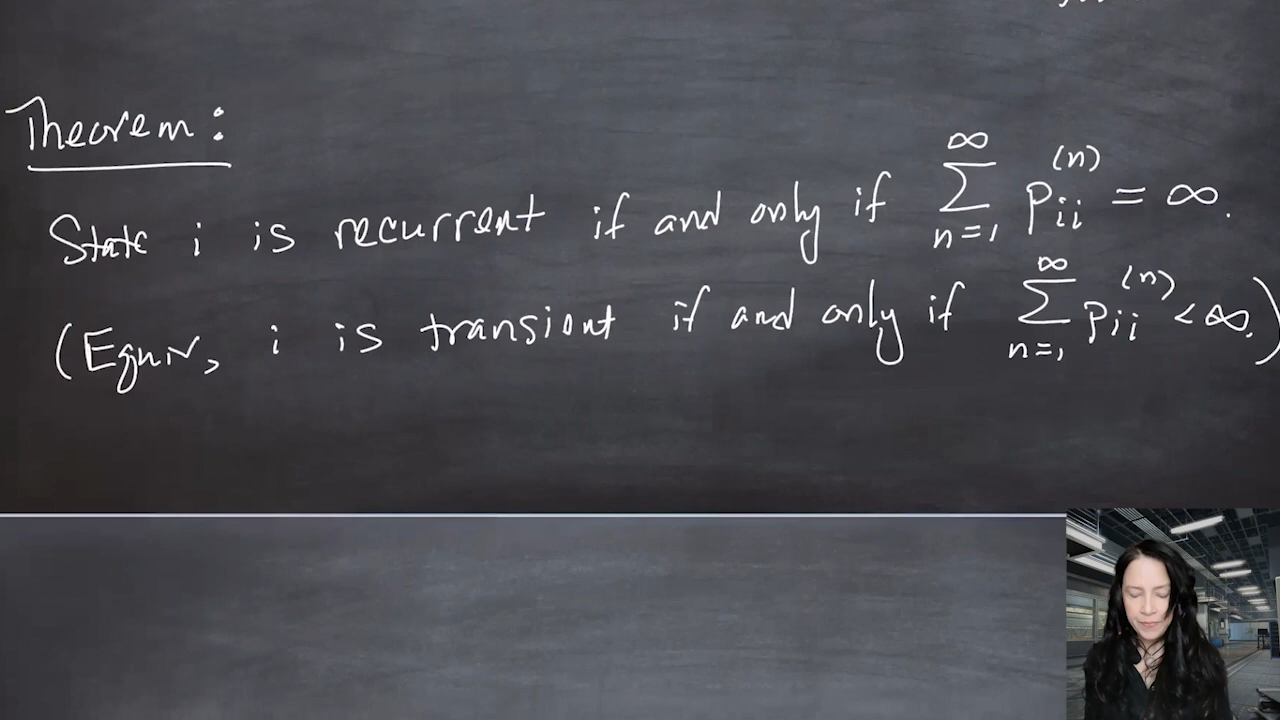 Theorem:
State i is recurrent if and only if ∑_{n=1}^{∞} p_{ii}^{(n)} = ∞.
(Equiv, i is transient if and only if ∑_{n=1}^{∞} p_{ii}^{(n)} < ∞.)